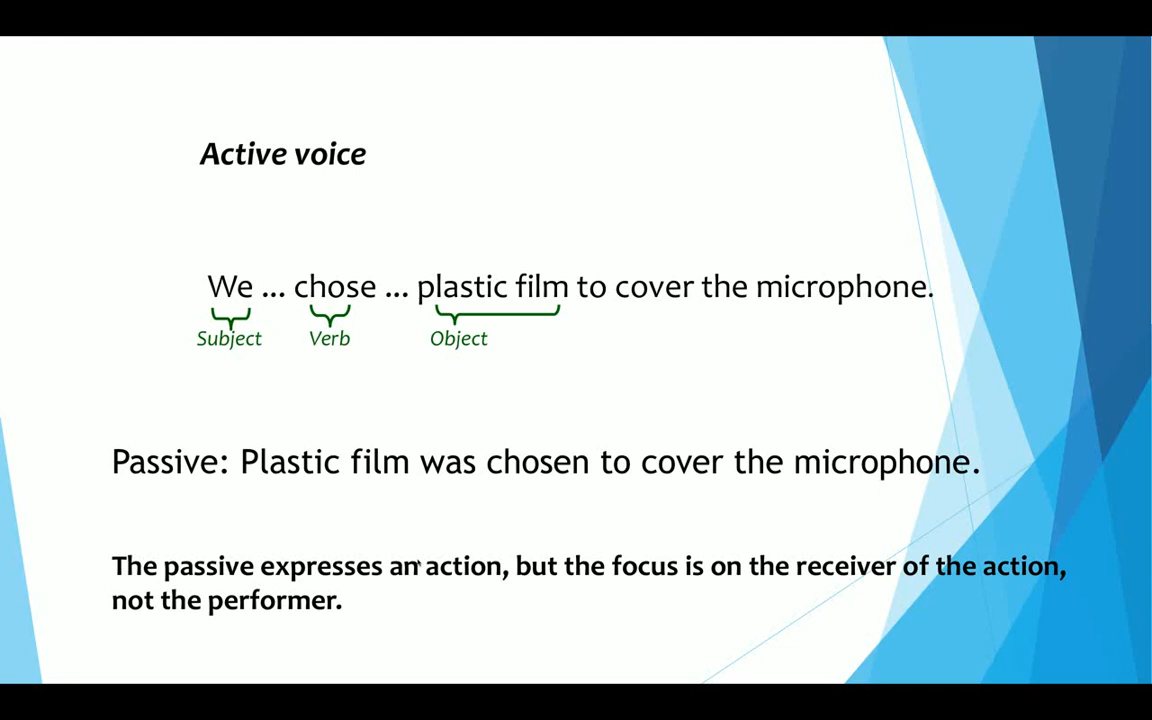 Active voice
We ... chose ... plastic film to cover the microphone.
Subject Verb Object
Passive: Plastic film was chosen to cover the microphone.
The passive expresses an action, but the focus is on the receiver of the action,
not the performer.